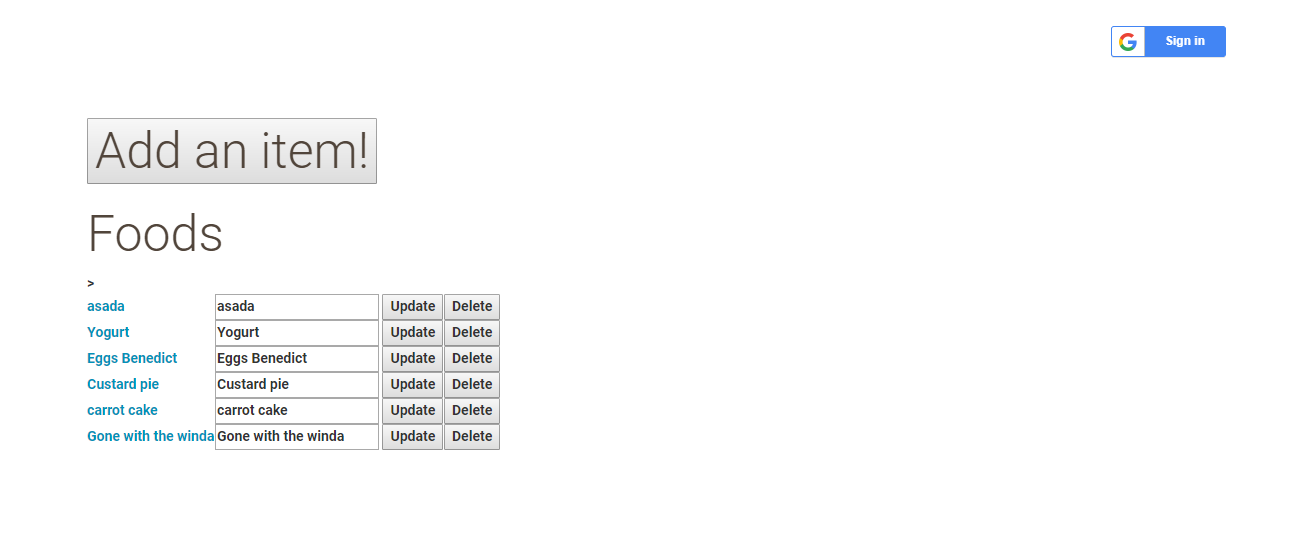 Sign in
Add an item!
Foods
>
asada asada Update Delete
Yogurt Yogurt Update Delete
Eggs Benedict Eggs Benedict Update Delete
Custard pie Custard pie Update Delete
carrot cake carrot cake Update Delete
Gone with the winda Gone with the winda Update Delete